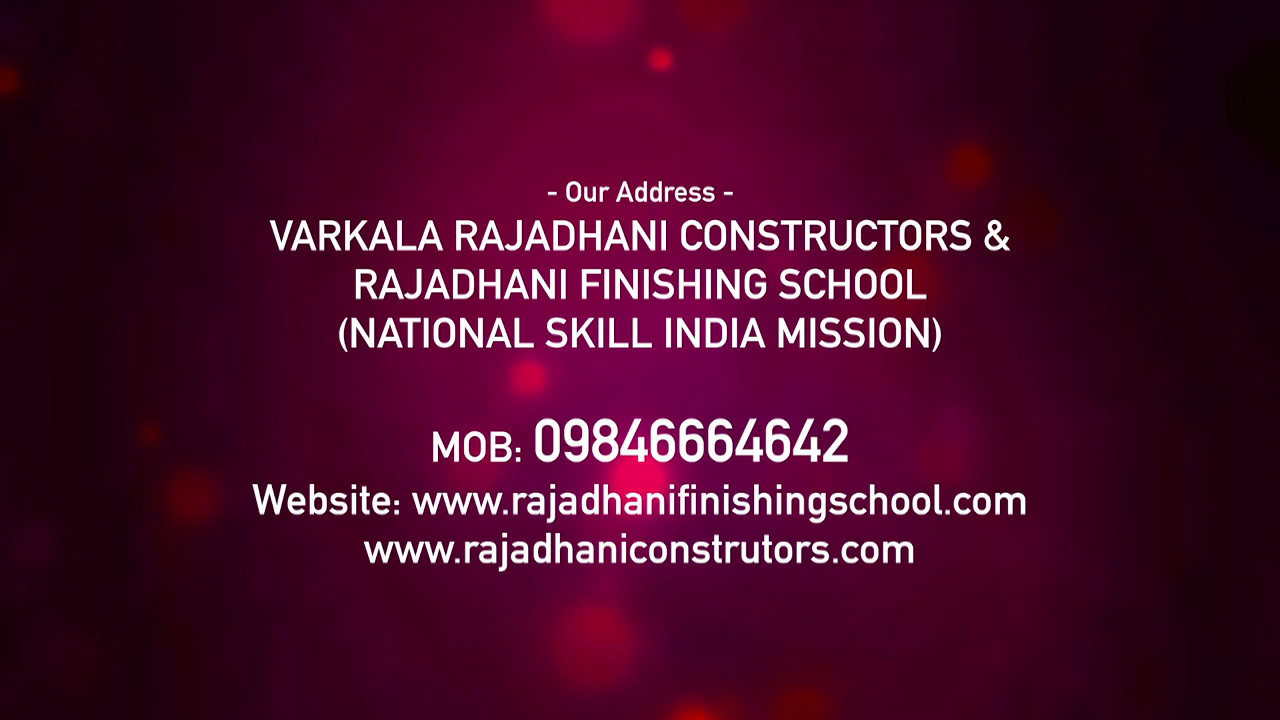 - Our Address -
VARKALA RAJADHANI CONSTRUCTORS &
RAJADHANI FINISHING SCHOOL
(NATIONAL SKILL INDIA MISSION)
MOB: 09846664642
Website: www.rajadhanifinishingschool.com
www.rajadhaniconstrutors.com